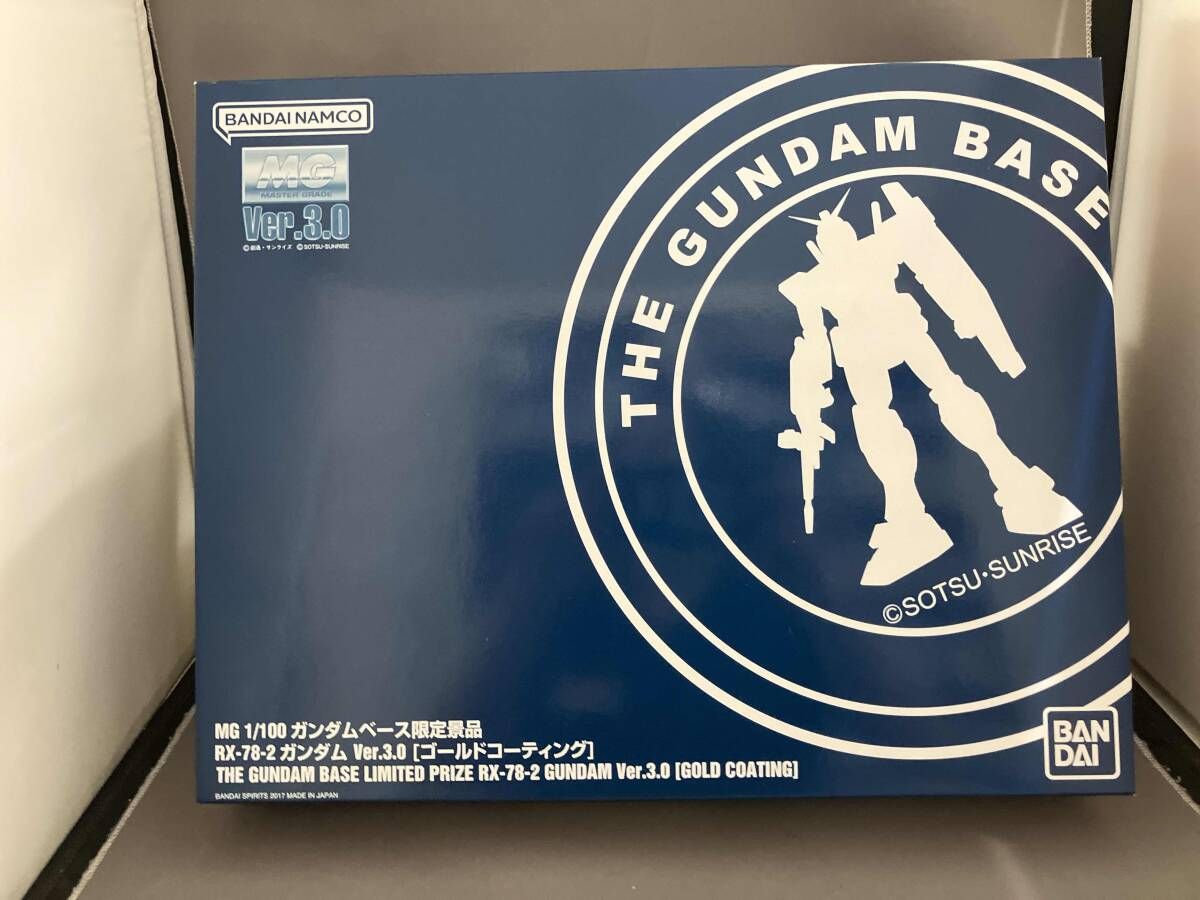 BANDAI NAMCO
MG
MASTER GRADE
Ver.3.0
©創通・サンライズ ©SOTSU・SUNRISE
THE GUNDAM BASE
©SOTSU・SUNRISE
MG 1/100 ガンダムベース限定景品
RX-78-2 ガンダム Ver.3.0 [ゴールドコーティング]
THE GUNDAM BASE LIMITED PRIZE RX-78-2 GUNDAM Ver.3.0 [GOLD COATING]
BANDAI SPIRITS 2017 MADE IN JAPAN
BAN
DAI